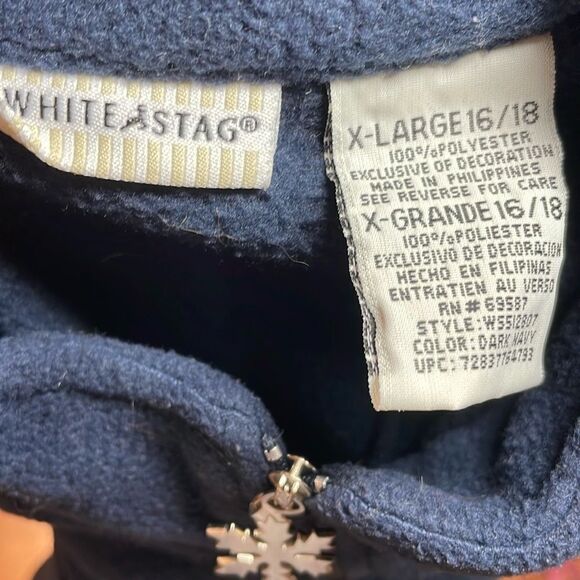 WHITE STAG®
X-LARGE 16/18
100%POLYESTER
EXCLUSIVE OF DECORATION
MADE IN PHILIPPINES
SEE REVERSE FOR CARE
X-GRANDE 16/18
100%POLIESTER
EXCLUSIVO DE DECORACION
HECHO EN FILIPINAS
ENTRATIEN AU VERSO
RN# 69587
STYLE:WS512807
COLOR: DARK NAVY
UPC: